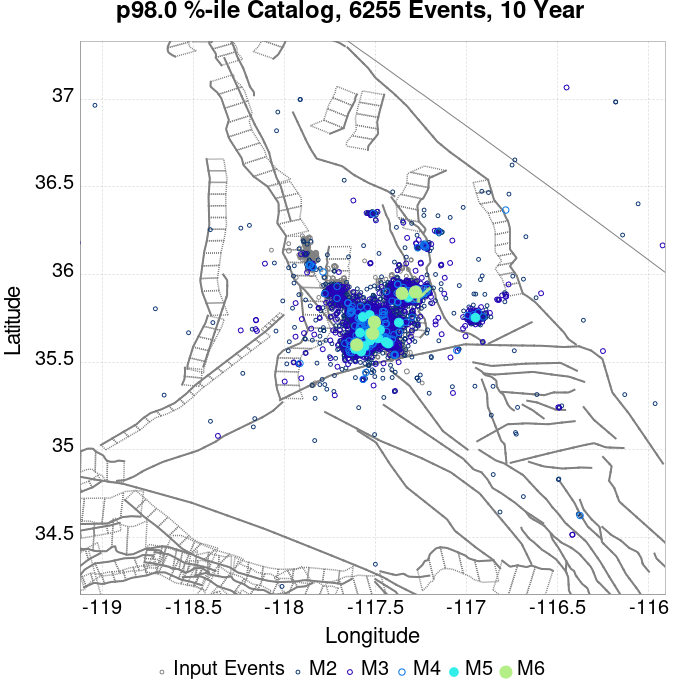 p98.0 %-ile Catalog, 6255 Events, 10 Year
37
36.5
36
35.5
35
34.5
Latitude
-119 -118.5 -118 -117.5 -117 -116.5 -116
Longitude
Input Events M2 M3 M4 M5 M6